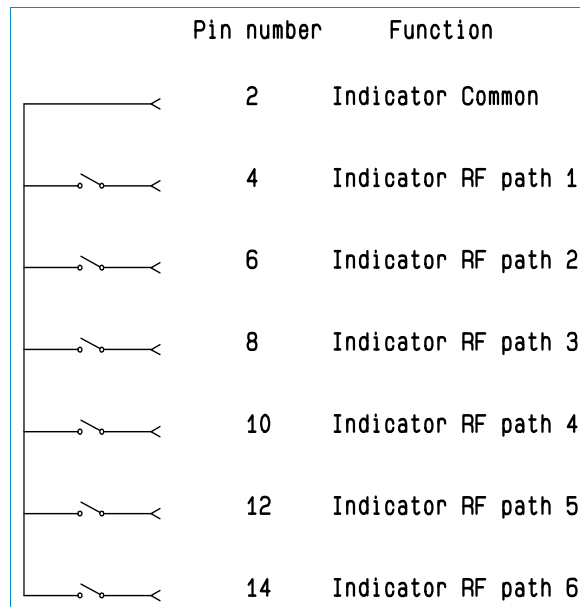 Pin number Function
2 Indicator Common
4 Indicator RF path 1
6 Indicator RF path 2
8 Indicator RF path 3
10 Indicator RF path 4
12 Indicator RF path 5
14 Indicator RF path 6